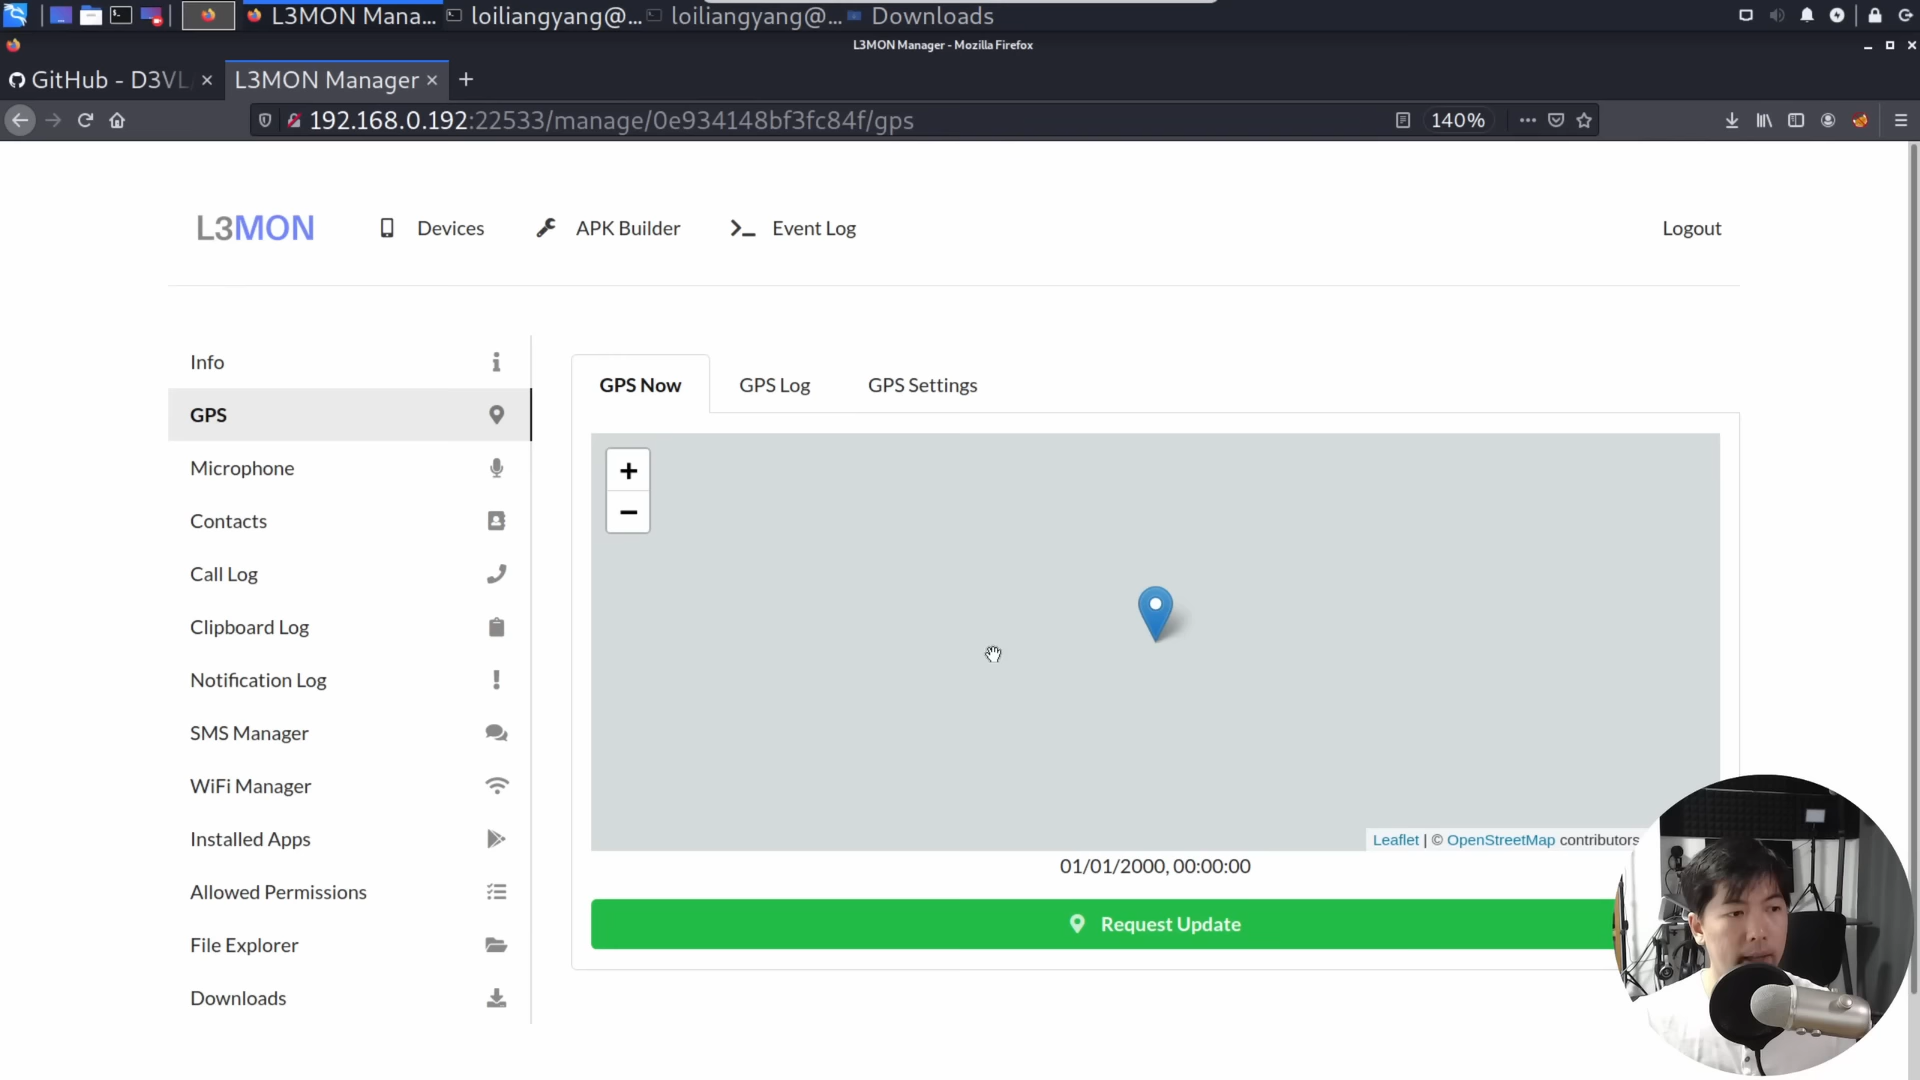 L3MON Mana...
loiliangyang@...
loiliangyang@...
Downloads
L3MON Manager - Mozilla Firefox
GitHub - D3VL
L3MON Manager
192.168.0.192:22533/manage/0e934148bf3fc84f/gps
140%
L3MON
Devices
APK Builder
Event Log
Logout
Info
GPS
Microphone
Contacts
Call Log
Clipboard Log
Notification Log
SMS Manager
WiFi Manager
Installed Apps
Allowed Permissions
File Explorer
Downloads
GPS Now
GPS Log
GPS Settings
+
−
Leaflet | © OpenStreetMap contributors
01/01/2000, 00:00:00
Request Update